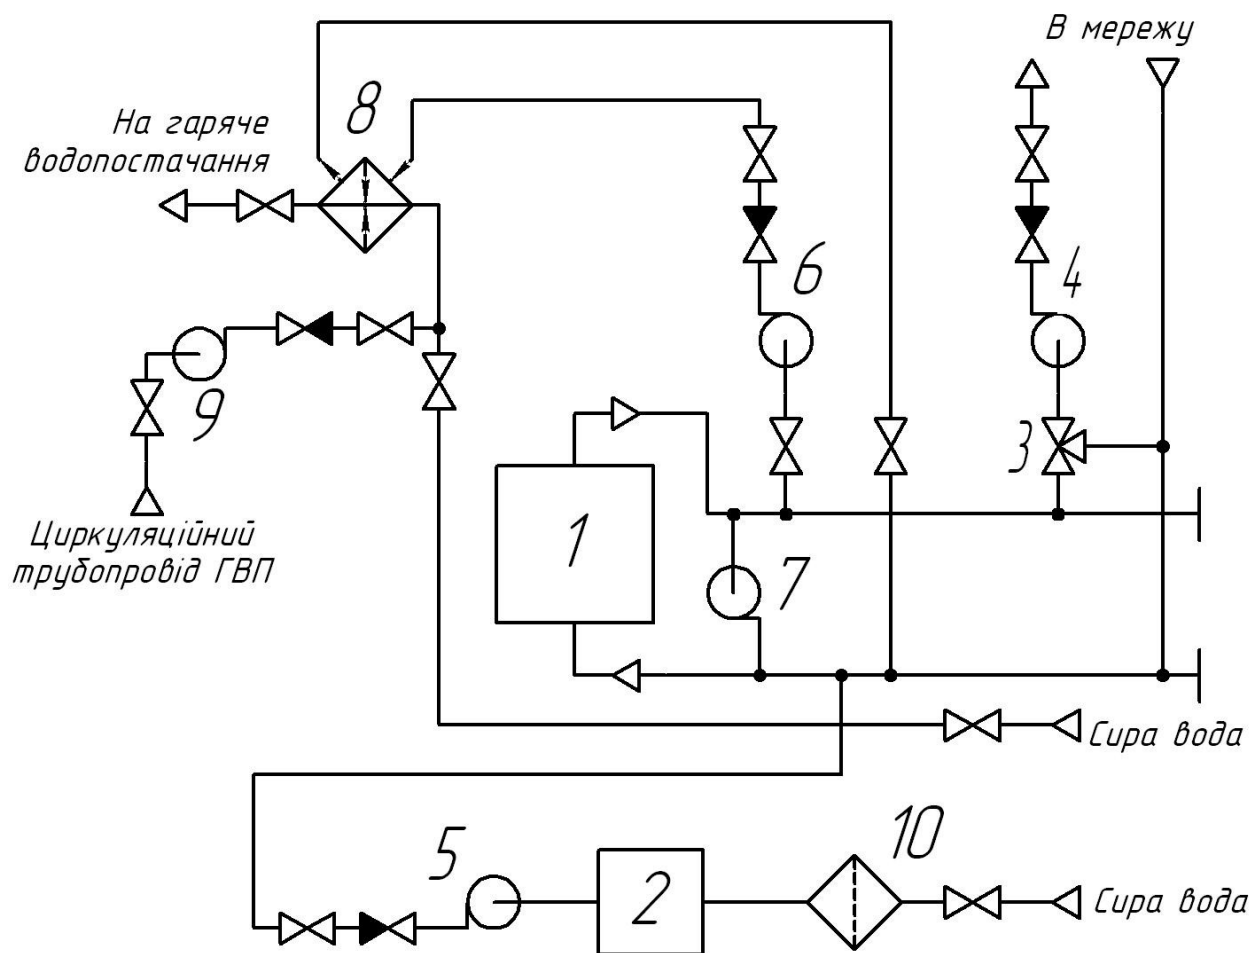 В мережу
8
На гаряче
водопостачання
6
4
9
3
1
Циркуляційний
трубопровід ГВП
7
Сира вода
5
10
2
Сира вода